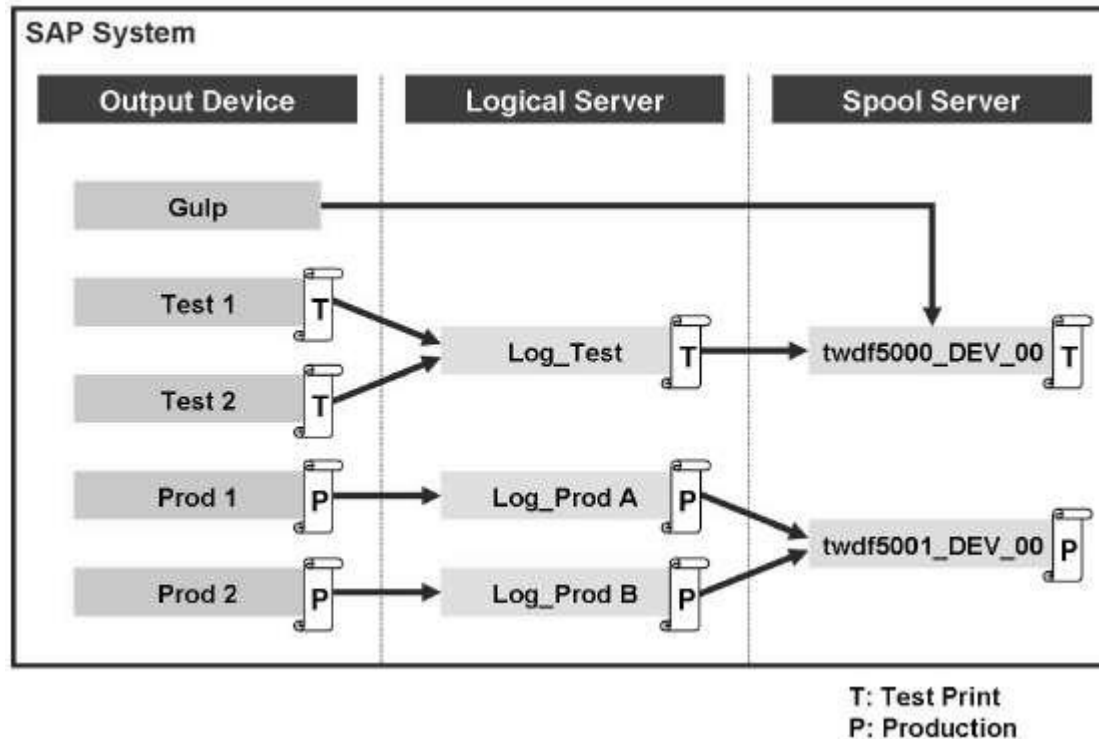 SAP System
Output Device
Logical Server
Spool Server
Gulp
Test 1
T
Log_Test
T
twdf5000_DEV_00
T
Test 2
T
Prod 1
P
Log_Prod A
P
twdf5001_DEV_00
P
Prod 2
P
Log_Prod B
P
T: Test Print
P: Production